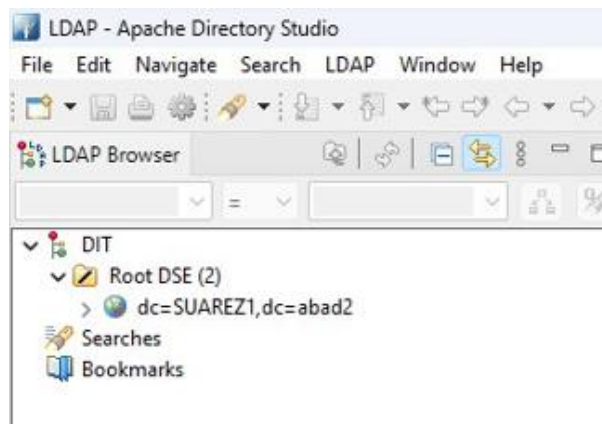 LDAP - Apache Directory Studio
File Edit Navigate Search LDAP Window Help
LDAP Browser
=
DIT
Root DSE (2)
dc=SUAREZ1,dc=abad2
Searches
Bookmarks